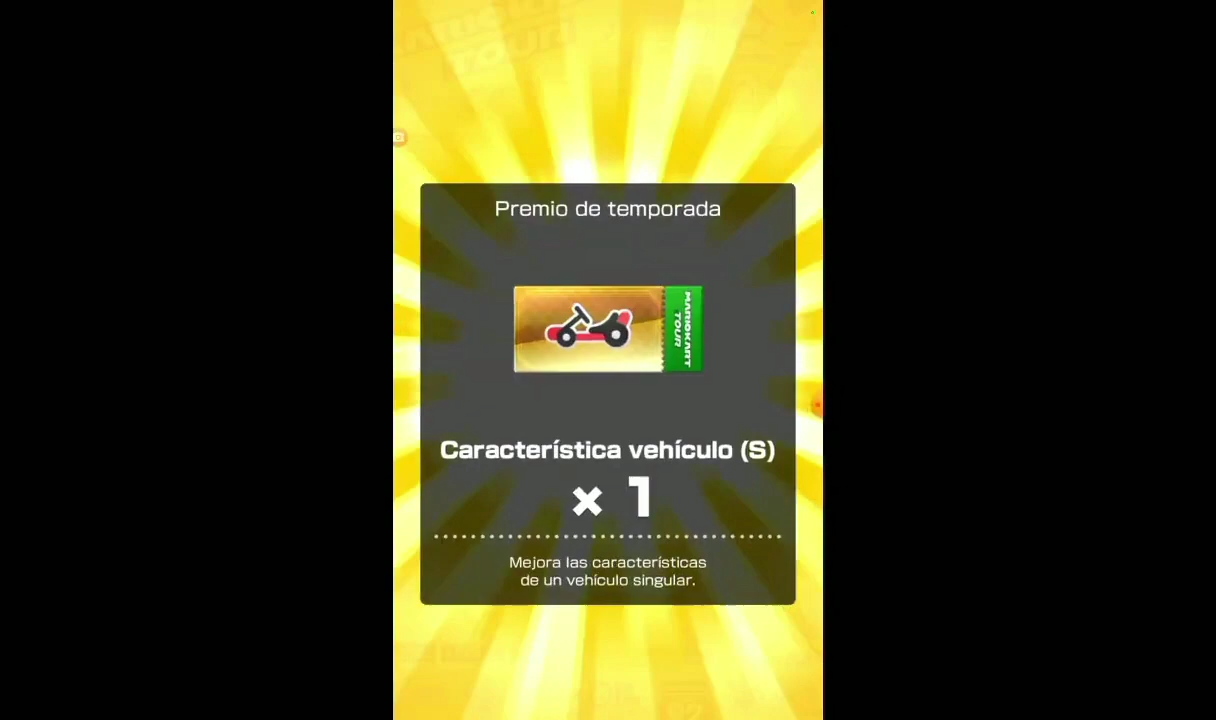 Premio de temporada
MARIOKART
TOUR
Característica vehículo (S)
× 1
Mejora las características
de un vehículo singular.